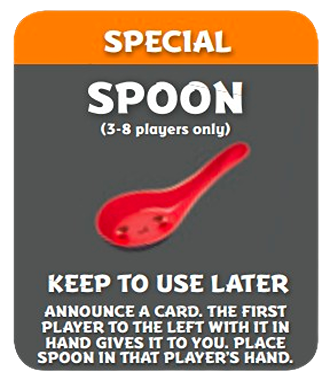 SPECIAL
SPOON
(3-8 players only)
KEEP TO USE LATER
ANNOUNCE A CARD. THE FIRST
PLAYER TO THE LEFT WITH IT IN
HAND GIVES IT TO YOU. PLACE
SPOON IN THAT PLAYER'S HAND.